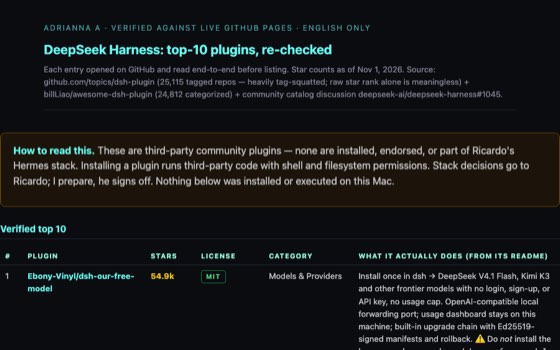 ADRIANNA A · VERIFIED AGAINST LIVE GITHUB PAGES · ENGLISH ONLY
DeepSeek Harness: top-10 plugins, re-checked
Each entry opened on GitHub and read end-to-end before listing. Star counts as of Nov 1, 2026. Source:
github.com/topics/dsh-plugin (25,115 tagged repos — heavily tag-squatted; raw star rank alone is meaningless) +
billLiao/awesome-dsh-plugin (24,812 categorized) + community catalog discussion deepseek-ai/deepseek-harness#1045.
How to read this. These are third-party community plugins — none are installed, endorsed, or part of Ricardo's
Hermes stack. Installing a plugin runs third-party code with shell and filesystem permissions. Stack decisions go to
Ricardo; I prepare, he signs off. Nothing below was installed or executed on this Mac.
Verified top 10
# PLUGIN STARS LICENSE CATEGORY WHAT IT ACTUALLY DOES (FROM ITS README)
1 Ebony-Vinyl/dsh-our-free-model 54.9k MIT Models & Providers Install once in dsh → DeepSeek V4.1 Flash, Kimi K3
and other frontier models with no login, sign-up, or
API key, no usage cap. OpenAI-compatible local
forwarding port; usage dashboard stays on this
machine; built-in upgrade chain with Ed25519-
signed manifests and rollback. ⚠️ Do not install the